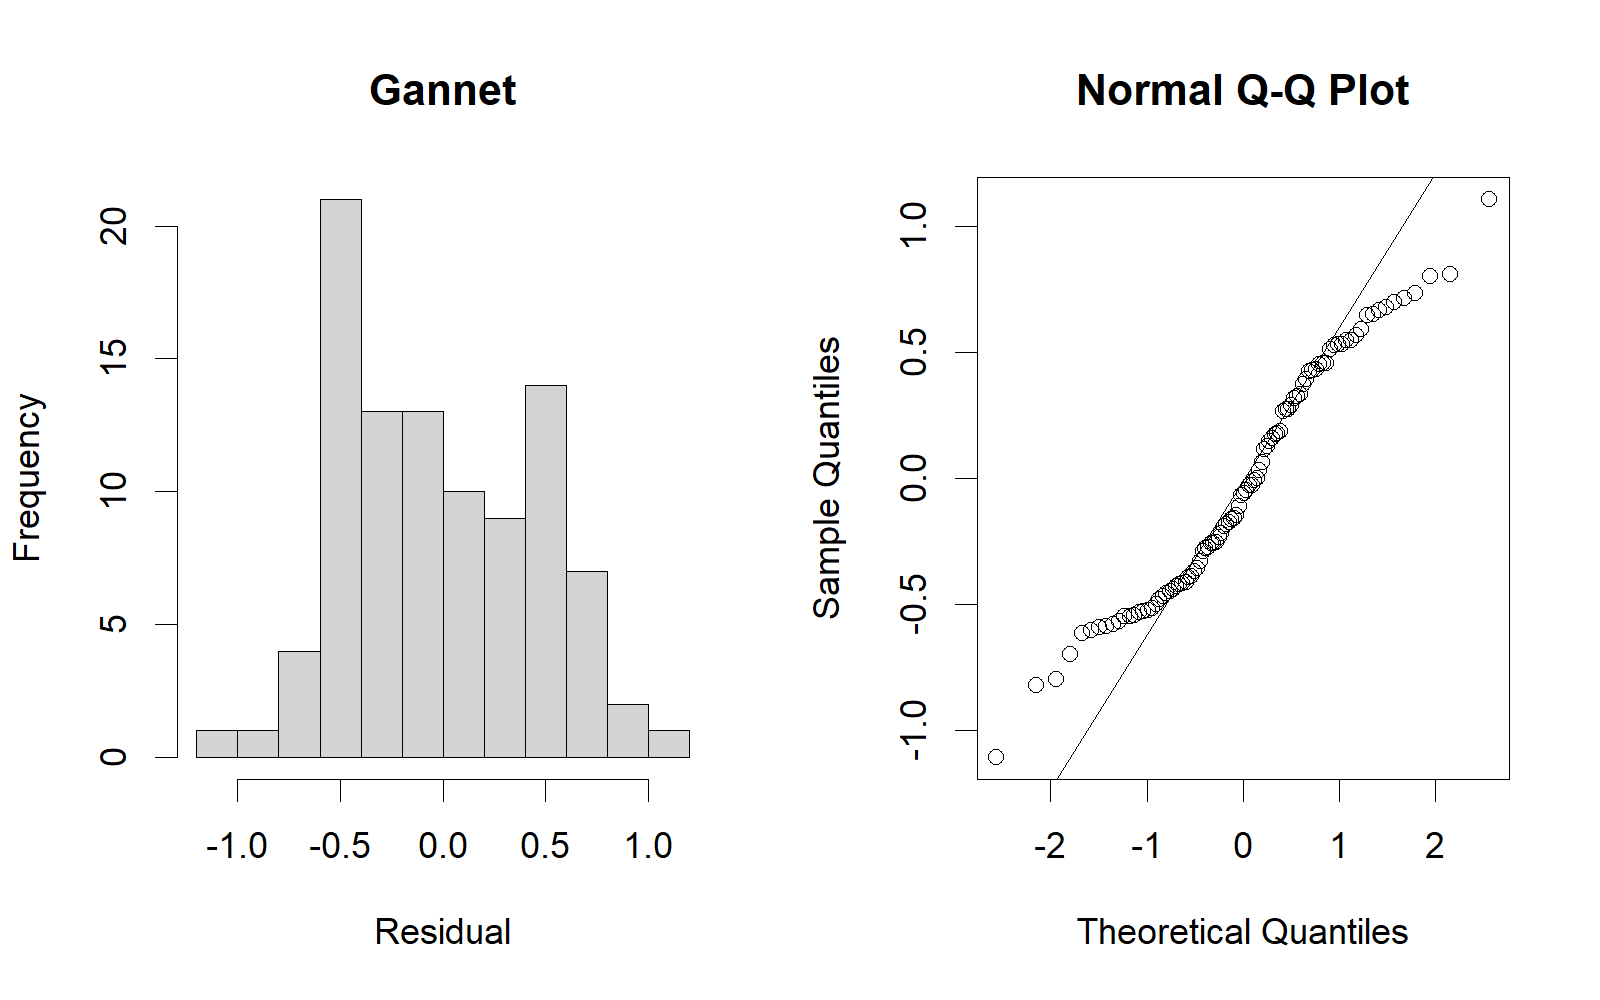 Gannet
Frequency
0
5
10
15
20
-1.0 -0.5 0.0 0.5 1.0
Residual
Normal Q-Q Plot
Sample Quantiles
-1.0
-0.5
0.0
0.5
1.0
-2 -1 0 1 2
Theoretical Quantiles